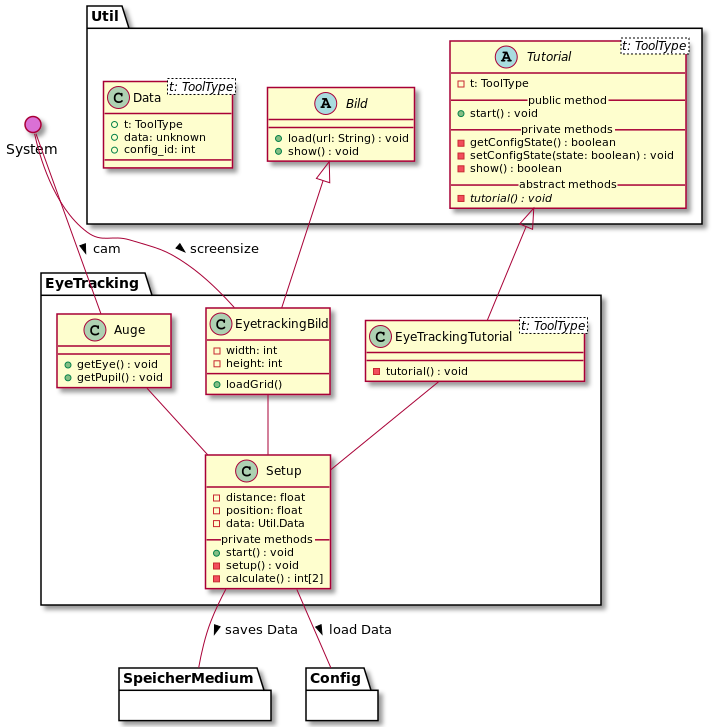 Util
C Data t: ToolType
t: ToolType
data: unknown
config_id: int
A Bild
load(url: String) : void
show() : void
A Tutorial t: ToolType
t: ToolType
public method
start() : void
private methods
getConfigState() : boolean
setConfigState(state: boolean) : void
show() : boolean
abstract methods
tutorial() : void
System
cam
screensize
EyeTracking
C Auge
getEye() : void
getPupil() : void
C EyetrackingBild
width: int
height: int
loadGrid()
C EyeTrackingTutorial t: ToolType
tutorial() : void
C Setup
distance: float
position: float
data: Util.Data
private methods
start() : void
setup() : void
calculate() : int[2]
saves Data
load Data
SpeicherMedium
Config